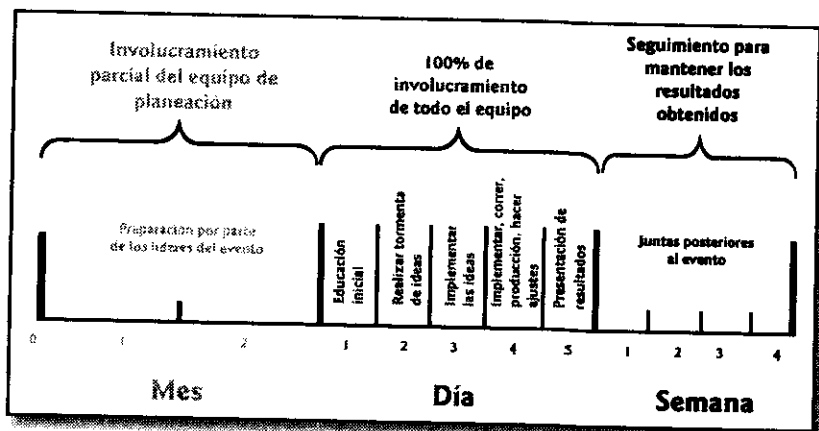 Involucramiento
parcial del equipo de
planeación
100% de
involucramiento
de todo el equipo
Seguimiento para
mantener los
resultados
obtenidos
Preparación por parte
de los líderes del evento
Educación
inicial
Realizar tormenta
de ideas
Implementar
las ideas
Implementar, correr,
producción, hacer
ajustes
Presentación de
resultados
Juntas posteriores
al evento
0 1 2 1 2 3 4 5 1 2 3 4
Mes Día Semana